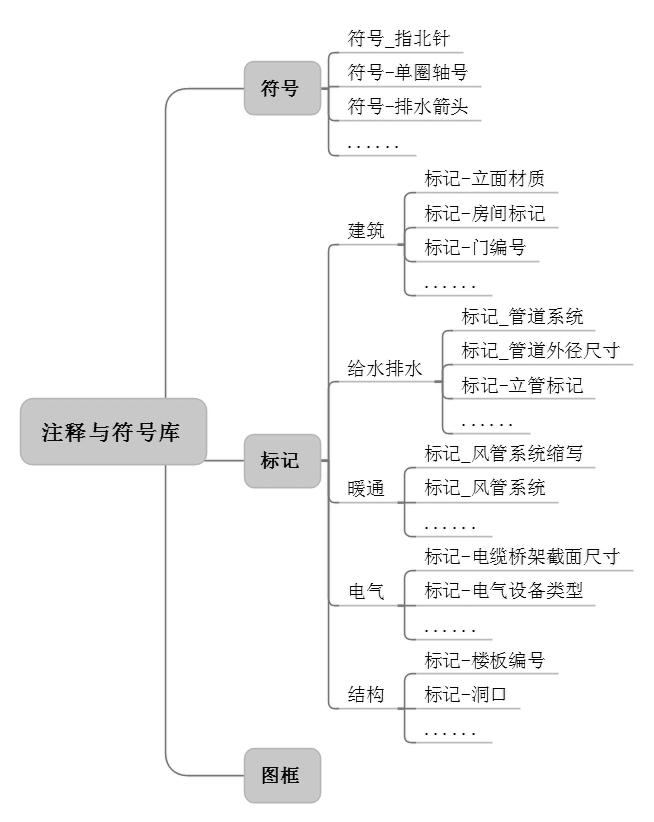 注释与符号库
符号
符号_指北针
符号-单圈轴号
符号-排水箭头
......
标记
建筑
标记-立面材质
标记-房间标记
标记-门编号
......
给水排水
标记_管道系统
标记_管道外径尺寸
标记-立管标记
......
暖通
标记_风管系统缩写
标记_风管系统
......
电气
标记-电缆桥架截面尺寸
标记-电气设备类型
......
结构
标记-楼板编号
标记-洞口
......
图框